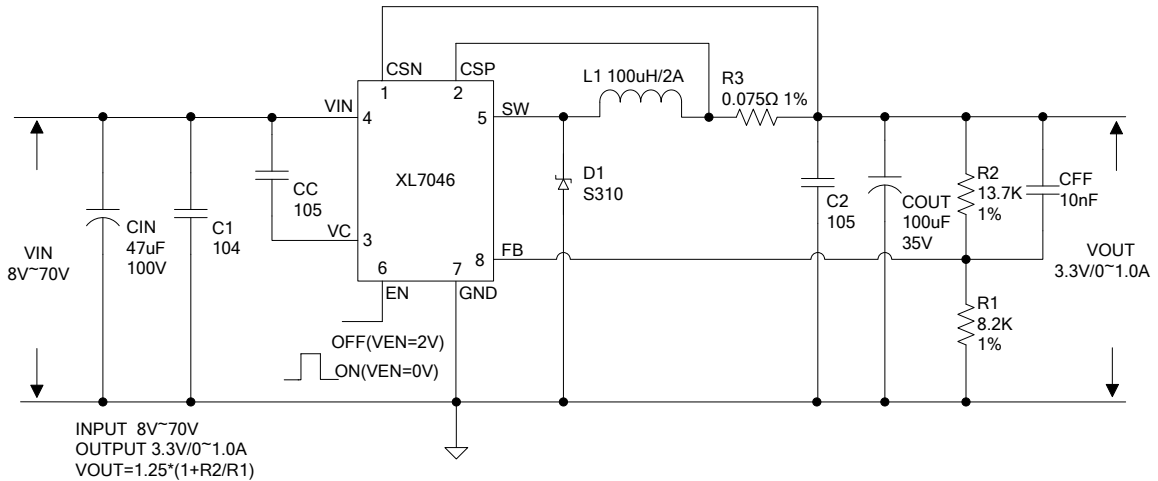 CSN
CSP
1
2
L1 100uH/2A
R3
0.075Ω 1%
VIN
4
5
SW
XL7046
CC
105
D1
S310
CIN
47uF
100V
C1
104
VC
3
8
FB
C2
105
COUT
100uF
35V
R2
13.7K
1%
CFF
10nF
VIN
8V~70V
VOUT
3.3V/0~1.0A
6
7
EN
GND
R1
8.2K
1%
OFF(VEN=2V)
ON(VEN=0V)
INPUT 8V~70V
OUTPUT 3.3V/0~1.0A
VOUT=1.25*(1+R2/R1)